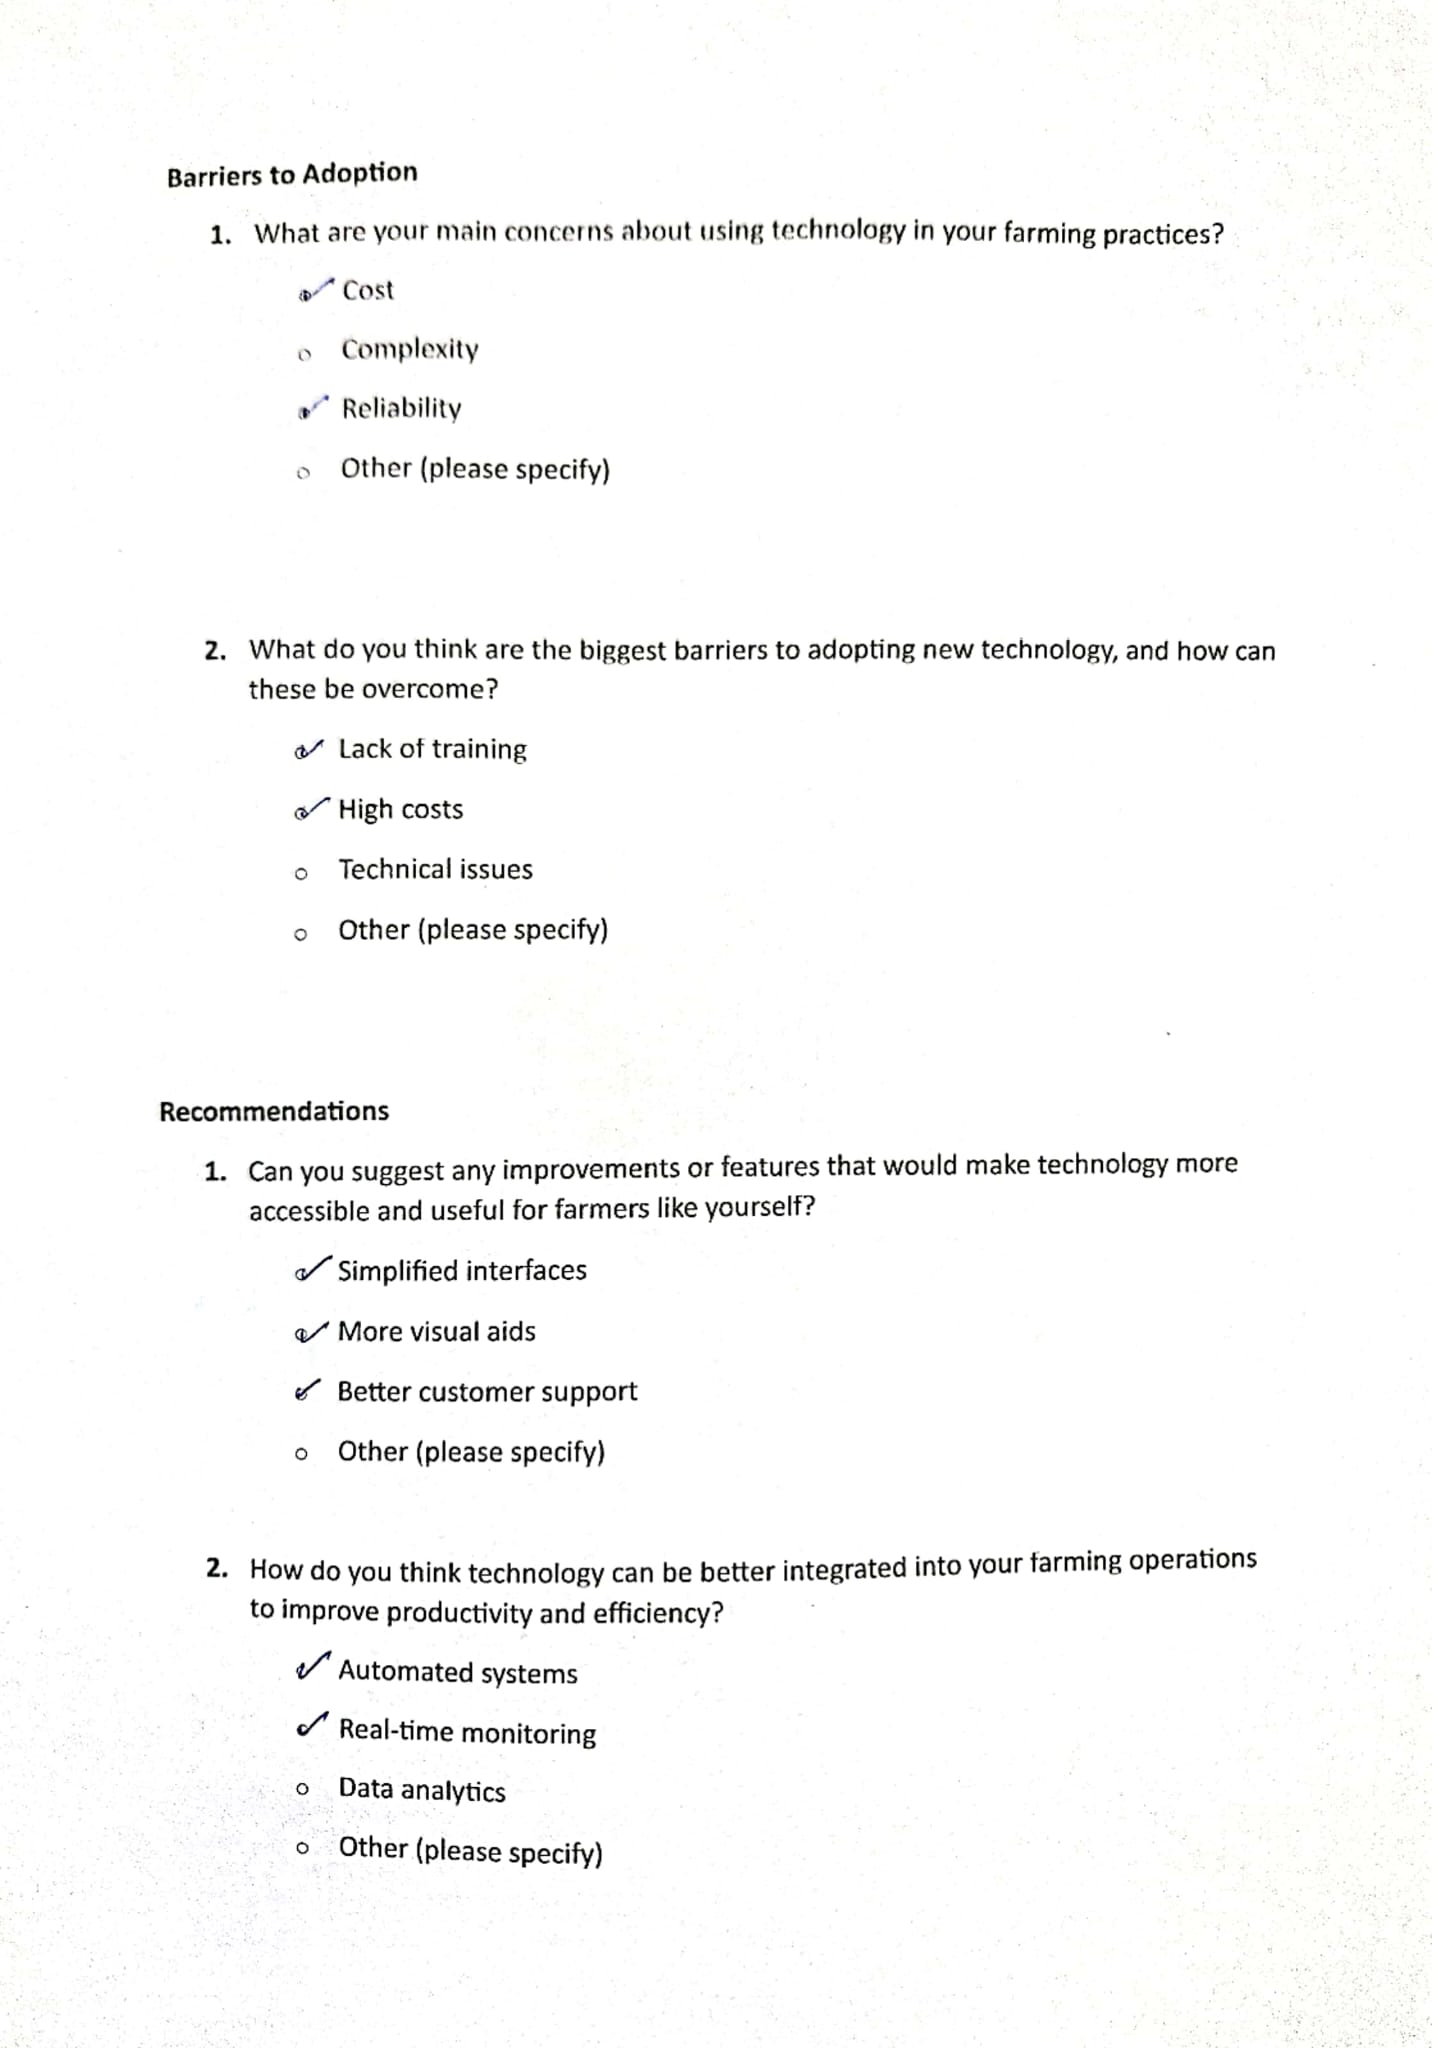 Barriers to Adoption
1. What are your main concerns about using technology in your farming practices?
✓ Cost
o Complexity
✓ Reliability
o Other (please specify)
2. What do you think are the biggest barriers to adopting new technology, and how can
these be overcome?
✓ Lack of training
✓ High costs
o Technical issues
o Other (please specify)
Recommendations
1. Can you suggest any improvements or features that would make technology more
accessible and useful for farmers like yourself?
✓ Simplified interfaces
✓ More visual aids
✓ Better customer support
o Other (please specify)
2. How do you think technology can be better integrated into your farming operations
to improve productivity and efficiency?
✓ Automated systems
✓ Real-time monitoring
o Data analytics
o Other (please specify)